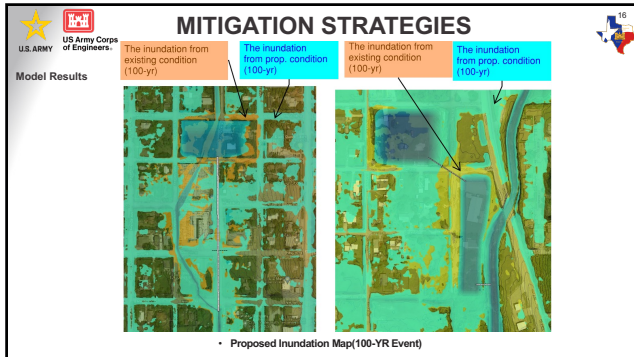 MITIGATION STRATEGIES
16
U.S. ARMY
US Army Corps
of Engineers®
Model Results
The inundation from
existing condition
(100-yr)
The inundation
from prop. condition
(100-yr)
The inundation from
existing condition
(100-yr)
The inundation
from prop. condition
(100-yr)
• Proposed Inundation Map(100-YR Event)